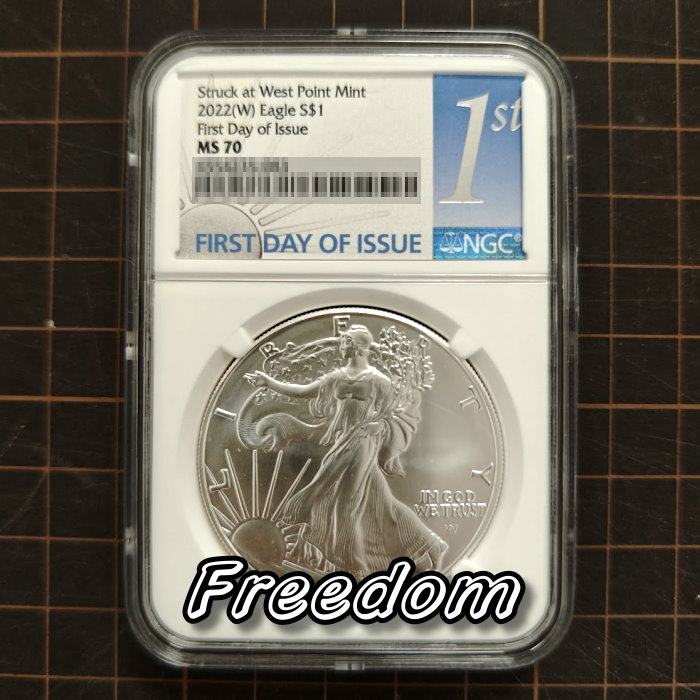 Struck at West Point Mint
2022(W) Eagle S$1
First Day of Issue
MS 70
1st
FIRST DAY OF ISSUE
NGC
LIBERTY
IN GOD
WE TRUST
Freedom